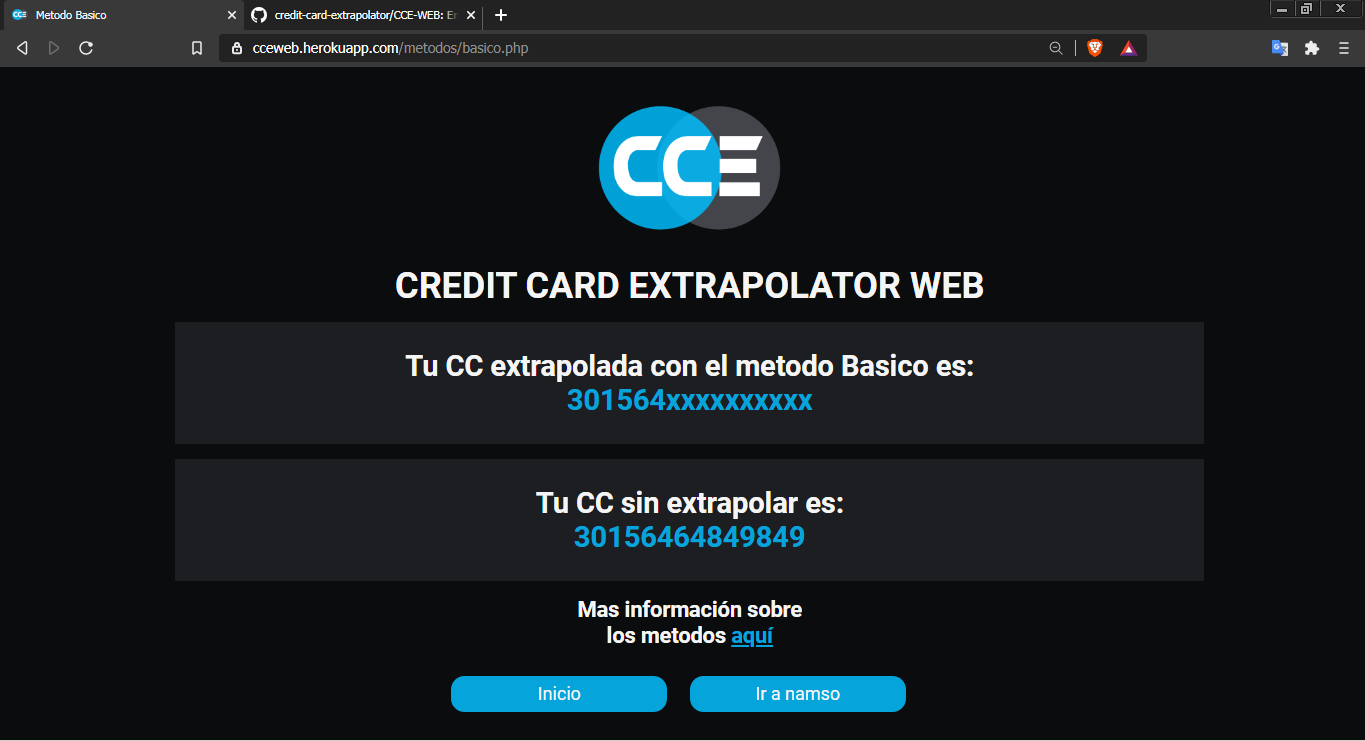 Metodo Basico
credit-card-extrapolator/CCE-WEB: En
cceweb.herokuapp.com/metodos/basico.php
CCE
CREDIT CARD EXTRAPOLATOR WEB
Tu CC extrapolada con el metodo Basico es:
301564xxxxxxxxxx
Tu CC sin extrapolar es:
30156464849849
Mas información sobre
los metodos aquí
Inicio
Ir a namso